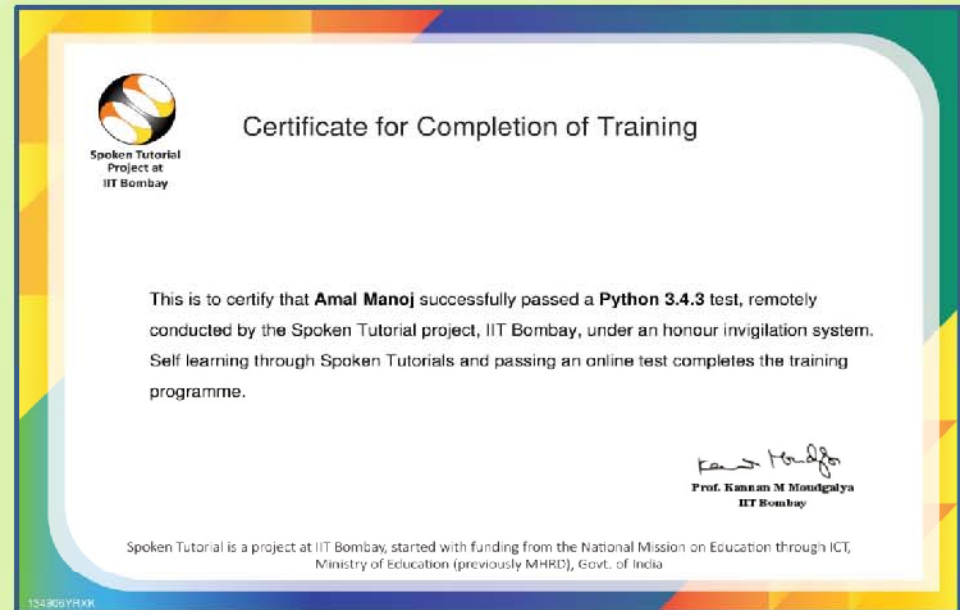 Spoken Tutorial
Project at
IIT Bombay
Certificate for Completion of Training
This is to certify that Amal Manoj successfully passed a Python 3.4.3 test, remotely
conducted by the Spoken Tutorial project, IIT Bombay, under an honour invigilation system.
Self learning through Spoken Tutorials and passing an online test completes the training
programme.
Prof. Kannan M Moudgalya
IIT Bombay
Spoken Tutorial is a project at IIT Bombay, started with funding from the National Mission on Education through ICT,
Ministry of Education (previously MHRD), Govt. of India